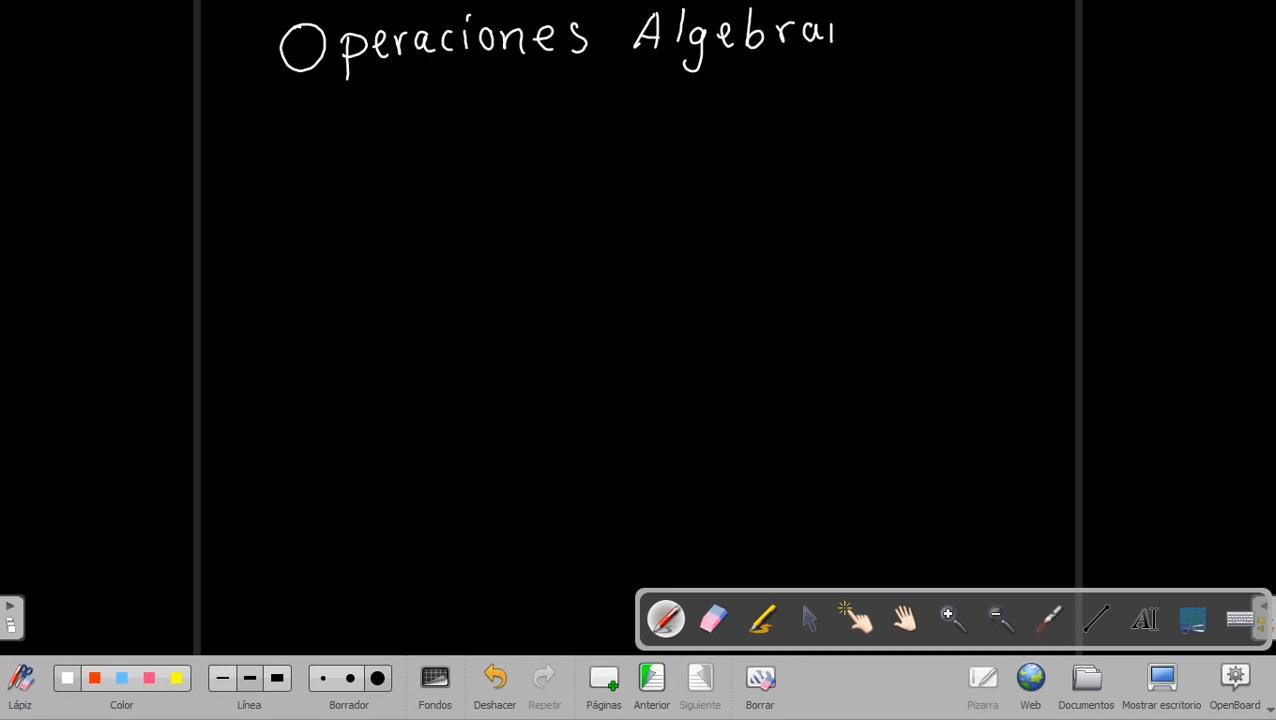 Operaciones Algebrai
Lápiz
Color
Línea
Borrador
Fondos
Deshacer
Repetir
Páginas
Anterior
Siguiente
Borrar
Pizarra
Web
Documentos
Mostrar escritorio
OpenBoard